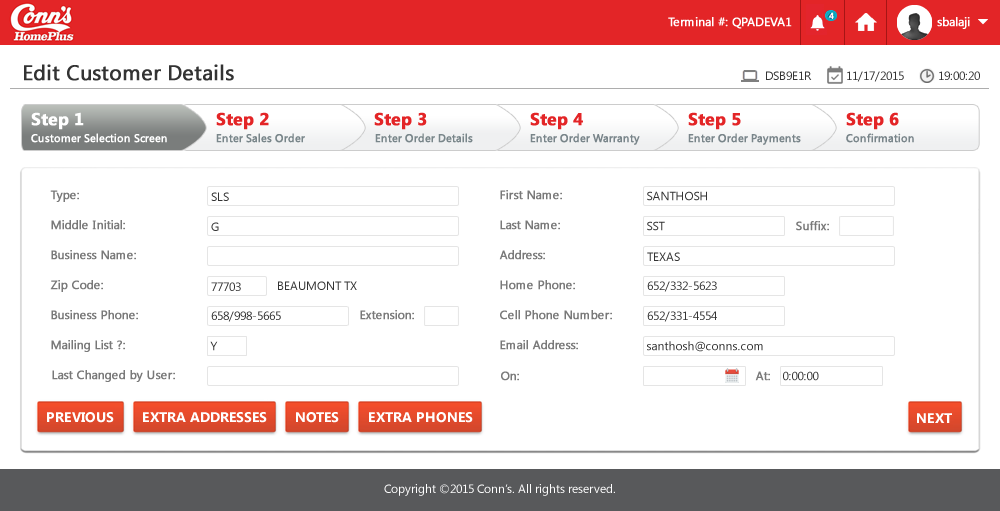 Conn's
HomePlus
Terminal #: QPADEVA1
4
sbalaji
Edit Customer Details
DSB9E1R
11/17/2015
19:00:20
Step 1
Customer Selection Screen
Step 2
Enter Sales Order
Step 3
Enter Order Details
Step 4
Enter Order Warranty
Step 5
Enter Order Payments
Step 6
Confirmation
Type: SLS
First Name: SANTHOSH
Middle Initial: G
Last Name: SST Suffix:
Business Name:
Address: TEXAS
Zip Code: 77703 BEAUMONT TX
Home Phone: 652/332-5623
Business Phone: 658/998-5665 Extension:
Cell Phone Number: 652/331-4554
Mailing List ?: Y
Email Address: santhosh@conns.com
Last Changed by User:
On: At: 0:00:00
PREVIOUS
EXTRA ADDRESSES
NOTES
EXTRA PHONES
NEXT
Copyright ©2015 Conn's. All rights reserved.